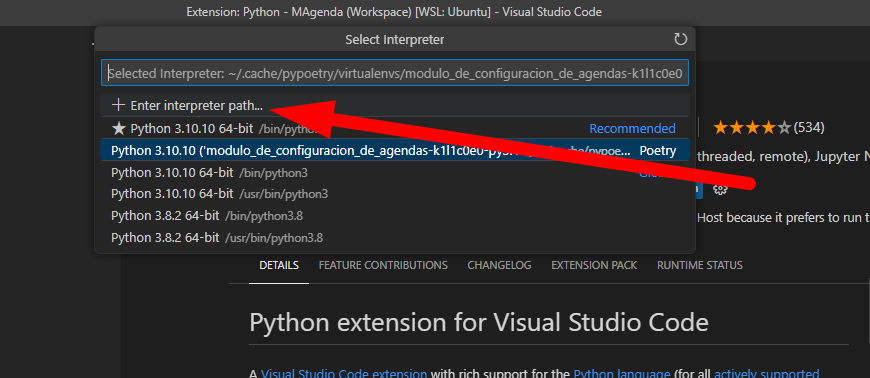 Extension: Python - MAgenda (Workspace) [WSL: Ubuntu] - Visual Studio Code
Select Interpreter
Selected Interpreter: ~/.cache/pypoetry/virtualenvs/modulo_de_configuracion_de_agendas-k1l1c0e0
+ Enter interpreter path...
★ Python 3.10.10 64-bit /bin/python Recommended
(534)
Python 3.10.10 ('modulo_de_configuracion_de_agendas-k1l1c0e0-py3. /pypoe... Poetry
threaded, remote), Jupyter N
Python 3.10.10 64-bit /bin/python3
Python 3.10.10 64-bit /usr/bin/python3
Python 3.8.2 64-bit /bin/python3.8
Host because it prefers to run t
Python 3.8.2 64-bit /usr/bin/python3.8
DETAILS FEATURE CONTRIBUTIONS CHANGELOG EXTENSION PACK RUNTIME STATUS
Python extension for Visual Studio Code
A Visual Studio Code extension with rich support for the Python language (for all actively supported